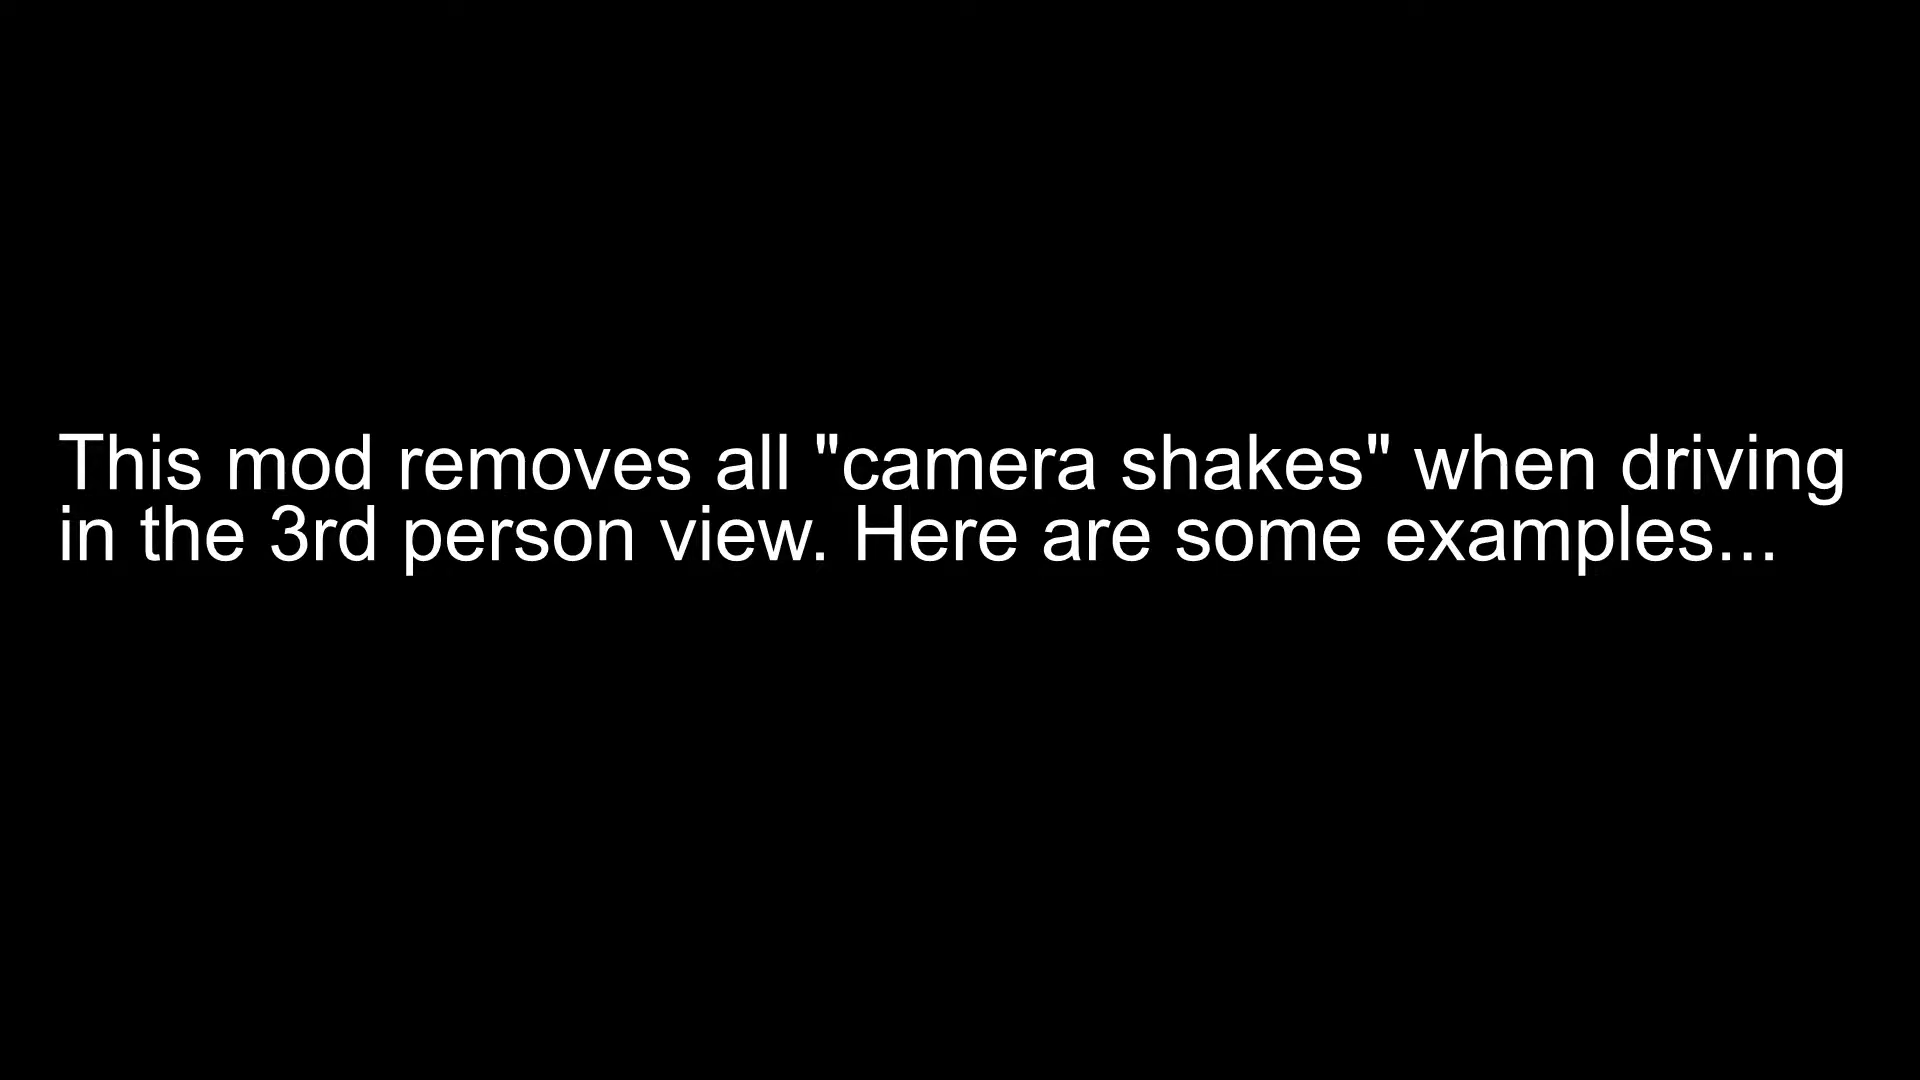 This mod removes all "camera shakes" when driving
in the 3rd person view. Here are some examples...